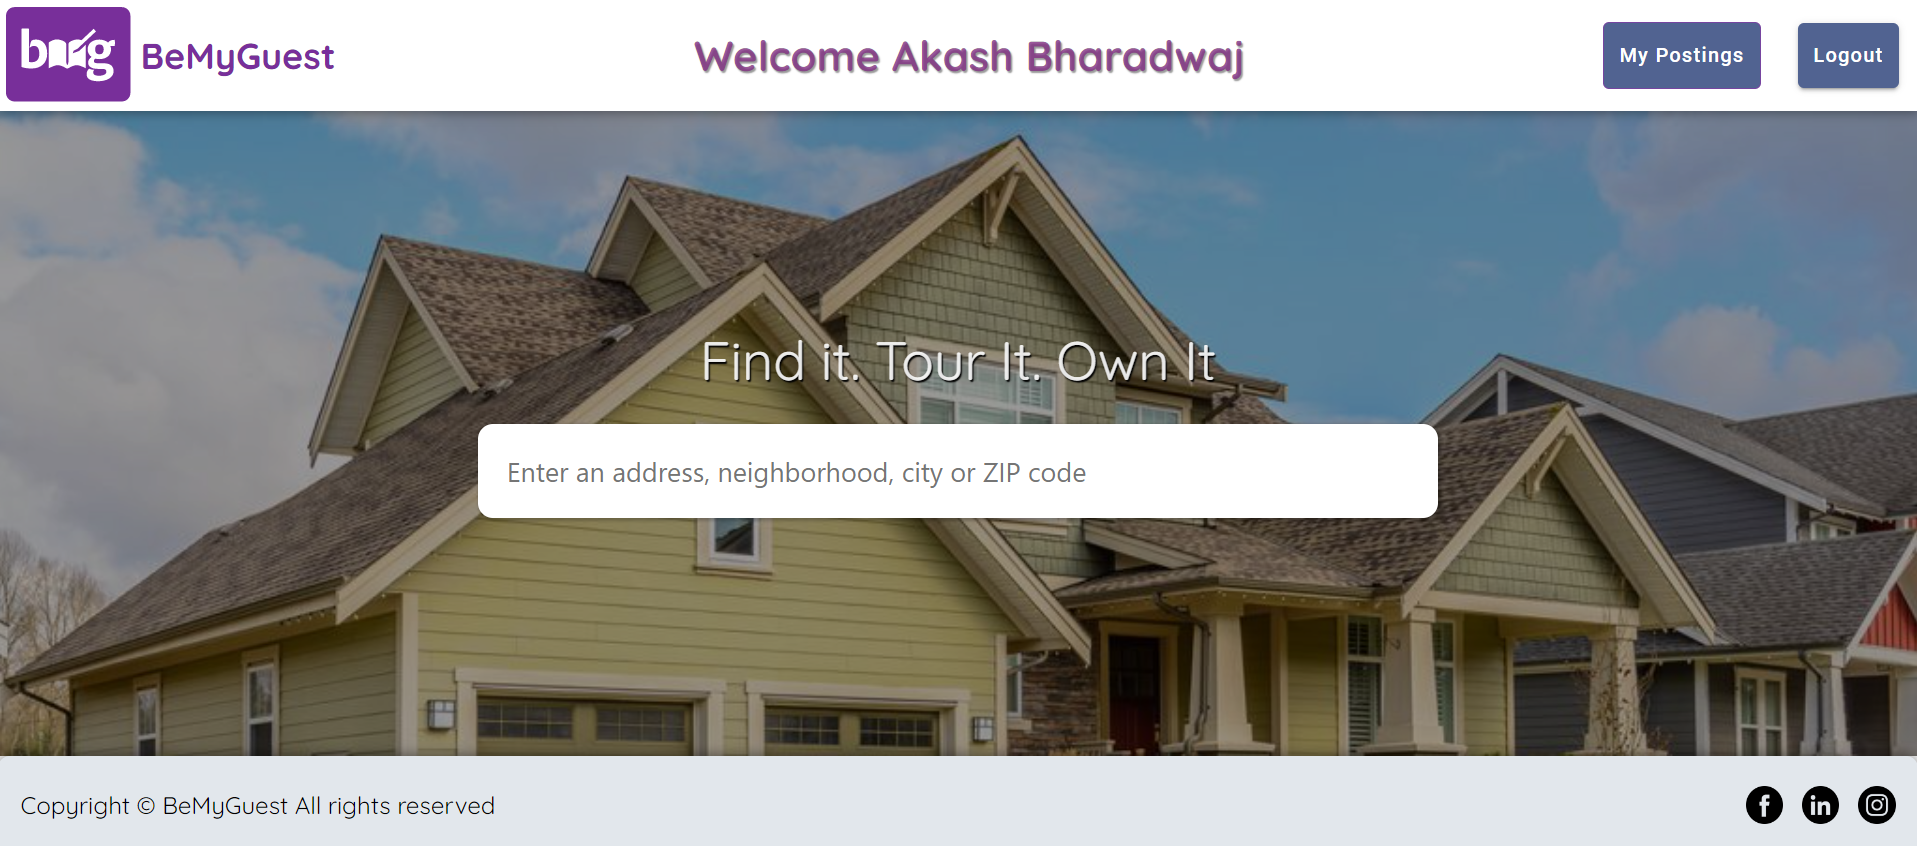 bmg BeMyGuest
Welcome Akash Bharadwaj
My Postings
Logout
Find it. Tour It. Own It
Enter an address, neighborhood, city or ZIP code
Copyright © BeMyGuest All rights reserved